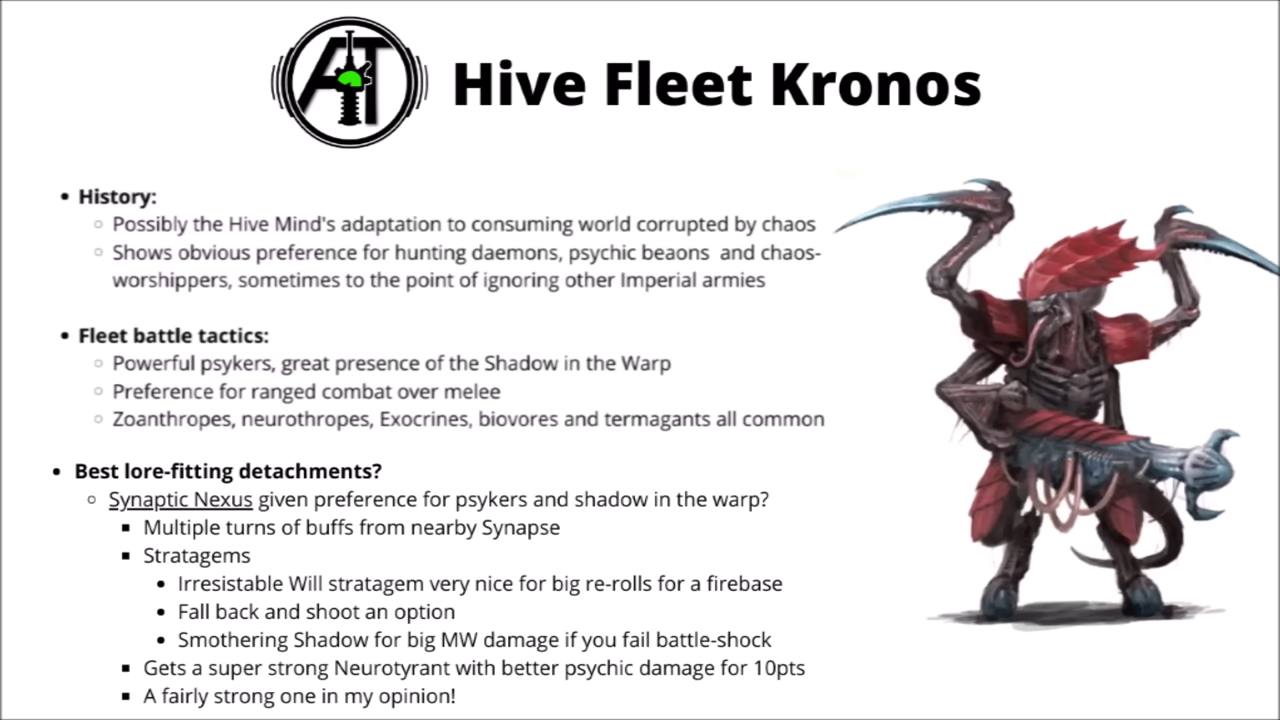 AT
Hive Fleet Kronos
• History:
○ Possibly the Hive Mind's adaptation to consuming world corrupted by chaos
○ Shows obvious preference for hunting daemons, psychic beaons and chaos-
worshippers, sometimes to the point of ignoring other Imperial armies
• Fleet battle tactics:
○ Powerful psykers, great presence of the Shadow in the Warp
○ Preference for ranged combat over melee
○ Zoanthropes, neurothropes, Exocrines, biovores and termagants all common
• Best lore-fitting detachments?
○ Synaptic Nexus given preference for psykers and shadow in the warp?
▪ Multiple turns of buffs from nearby Synapse
▪ Stratagems
• Irresistable Will stratagem very nice for big re-rolls for a firebase
• Fall back and shoot an option
• Smothering Shadow for big MW damage if you fail battle-shock
▪ Gets a super strong Neurotyrant with better psychic damage for 10pts
▪ A fairly strong one in my opinion!